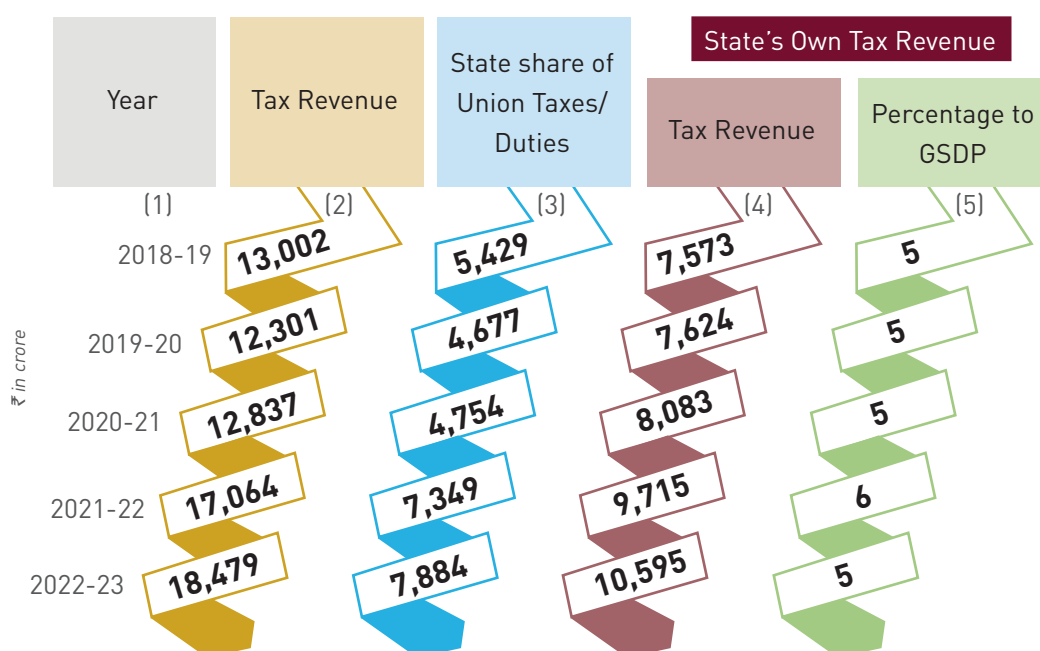 State's Own Tax Revenue
Year
Tax Revenue
State share of
Union Taxes/
Duties
Tax Revenue
Percentage to
GSDP
(1) (2) (3) (4) (5)
2018-19 13,002 5,429 7,573 5
2019-20 12,301 4,677 7,624 5
2020-21 12,837 4,754 8,083 5
2021-22 17,064 7,349 9,715 6
2022-23 18,479 7,884 10,595 5
₹ in crore